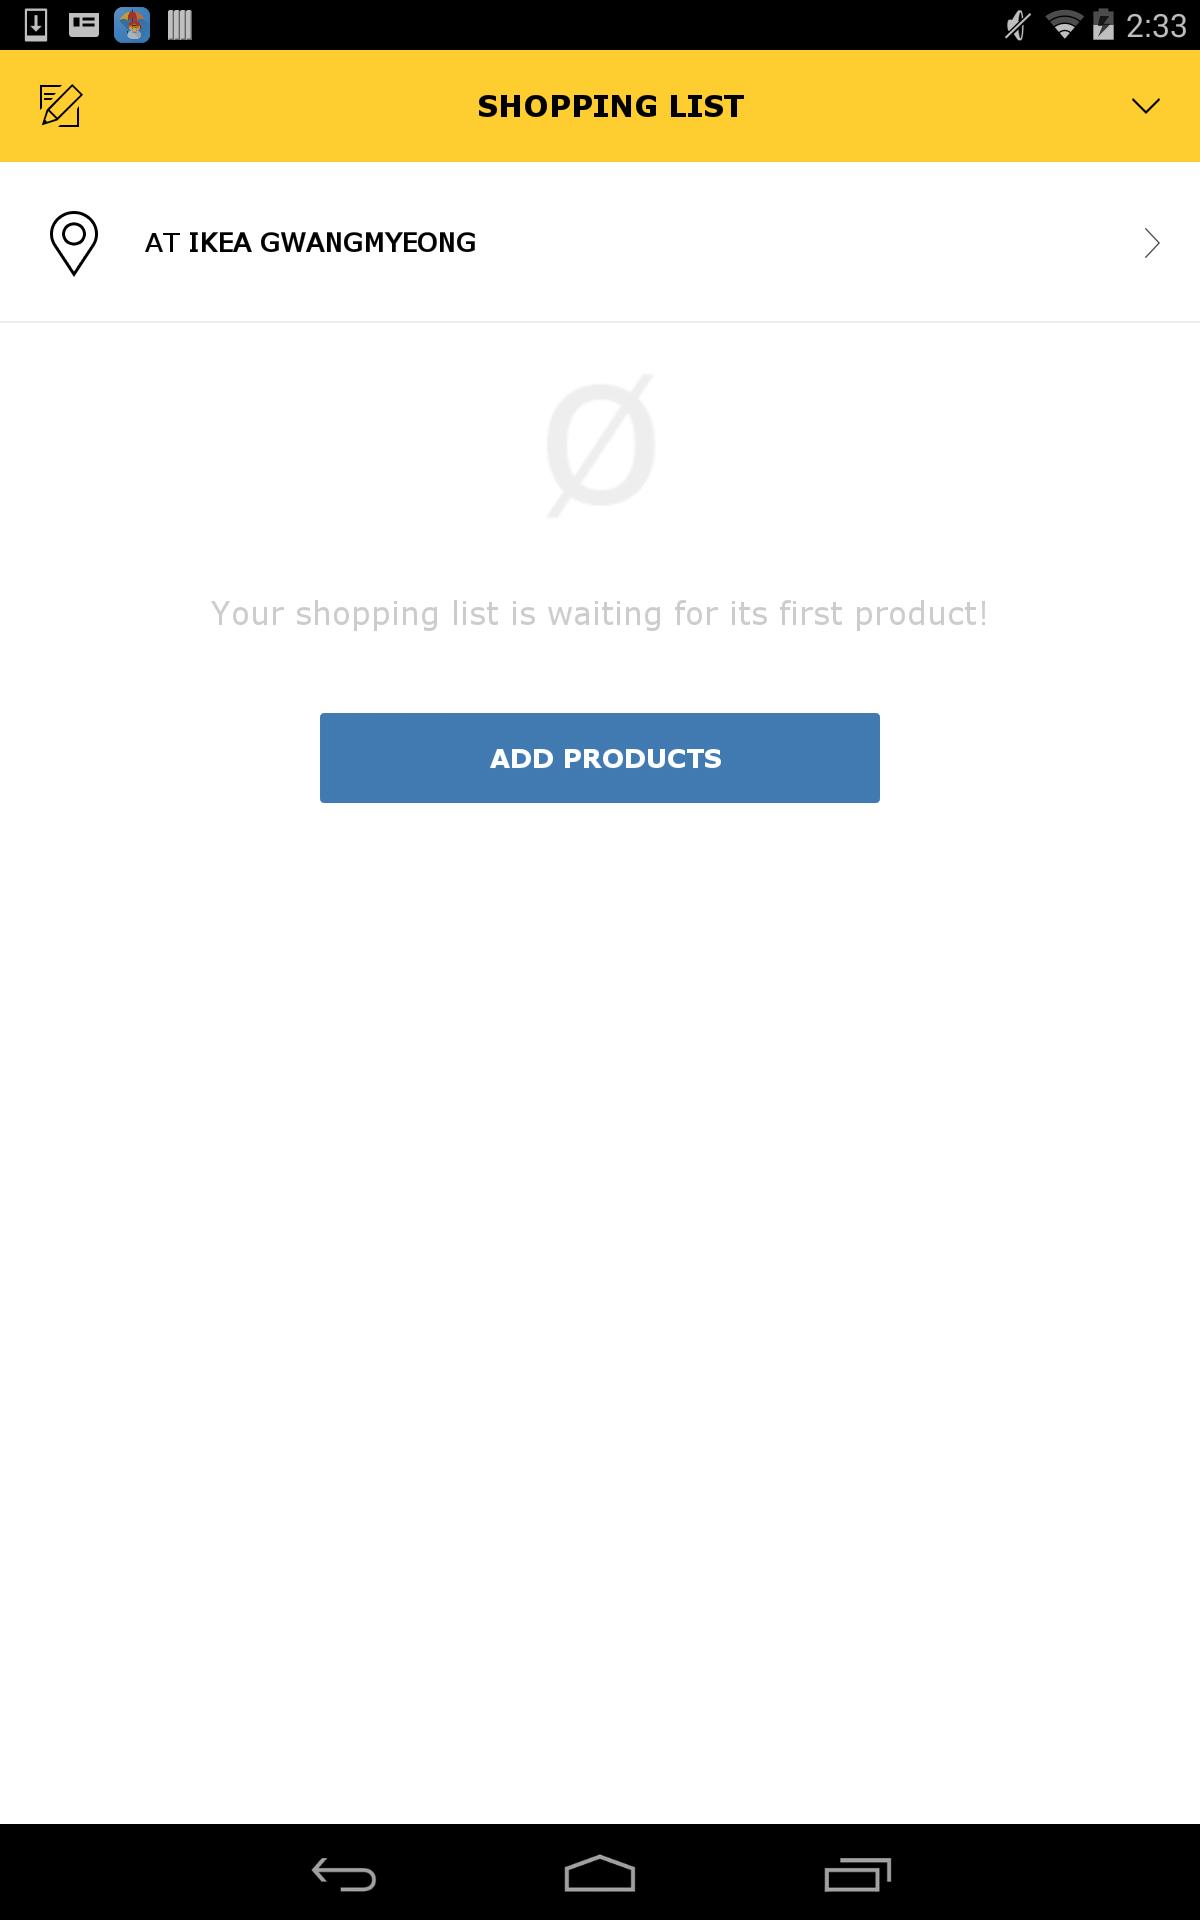 2:33
SHOPPING LIST
AT IKEA GWANGMYEONG
Ø
Your shopping list is waiting for its first product!
ADD PRODUCTS